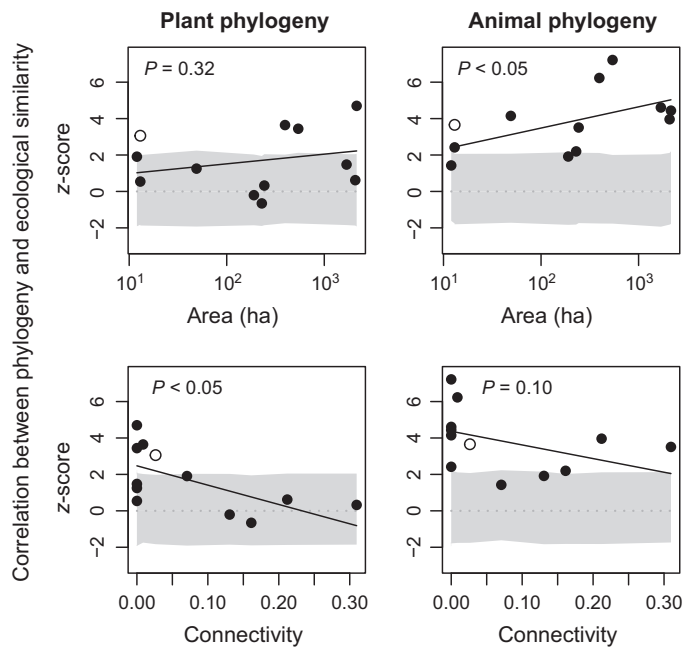 Plant phylogeny
Animal phylogeny
Correlation between phylogeny and ecological similarity
z-score
6
4
2
0
−2
P = 0.32
10¹ 10² 10³
Area (ha)
6
4
2
0
−2
P < 0.05
10¹ 10² 10³
Area (ha)
z-score
6
4
2
0
−2
P < 0.05
0.00 0.10 0.20 0.30
Connectivity
6
4
2
0
−2
P = 0.10
0.00 0.10 0.20 0.30
Connectivity